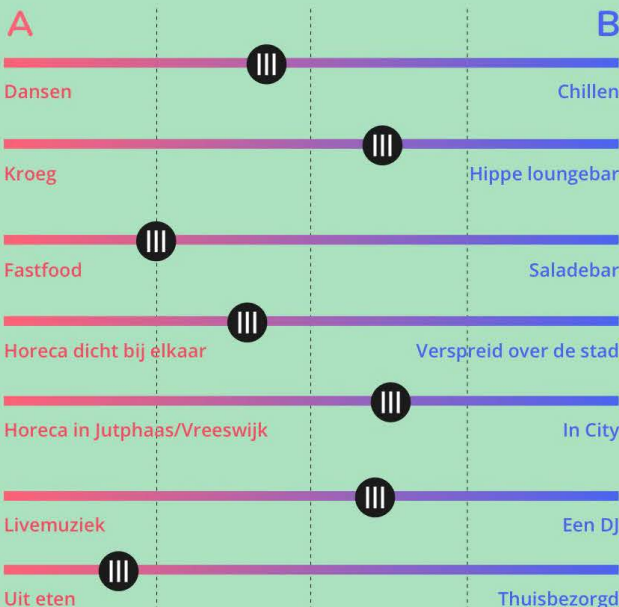 A B
Dansen Chillen
Kroeg Hippe loungebar
Fastfood Saladebar
Horeca dicht bij elkaar Verspreid over de stad
Horeca in Jutphaas/Vreeswijk In City
Livemuziek Een DJ
Uit eten Thuisbezorgd